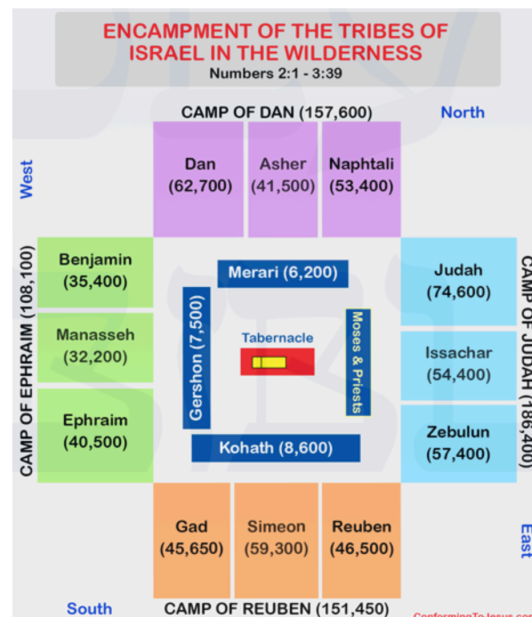 ENCAMPMENT OF THE TRIBES OF
ISRAEL IN THE WILDERNESS
Numbers 2:1 - 3:39
CAMP OF DAN (157,600)
North
West
Dan
(62,700)
Asher
(41,500)
Naphtali
(53,400)
CAMP OF EPHRAIM (108,100)
Benjamin
(35,400)
Manasseh
(32,200)
Ephraim
(40,500)
Merari (6,200)
Gershon (7,500)
Tabernacle
Moses & Priests
Kohath (8,600)
Judah
(74,600)
Issachar
(54,400)
Zebulun
(57,400)
CAMP OF JUDAH (186,400)
East
Gad
(45,650)
Simeon
(59,300)
Reuben
(46,500)
South
CAMP OF REUBEN (151,450)